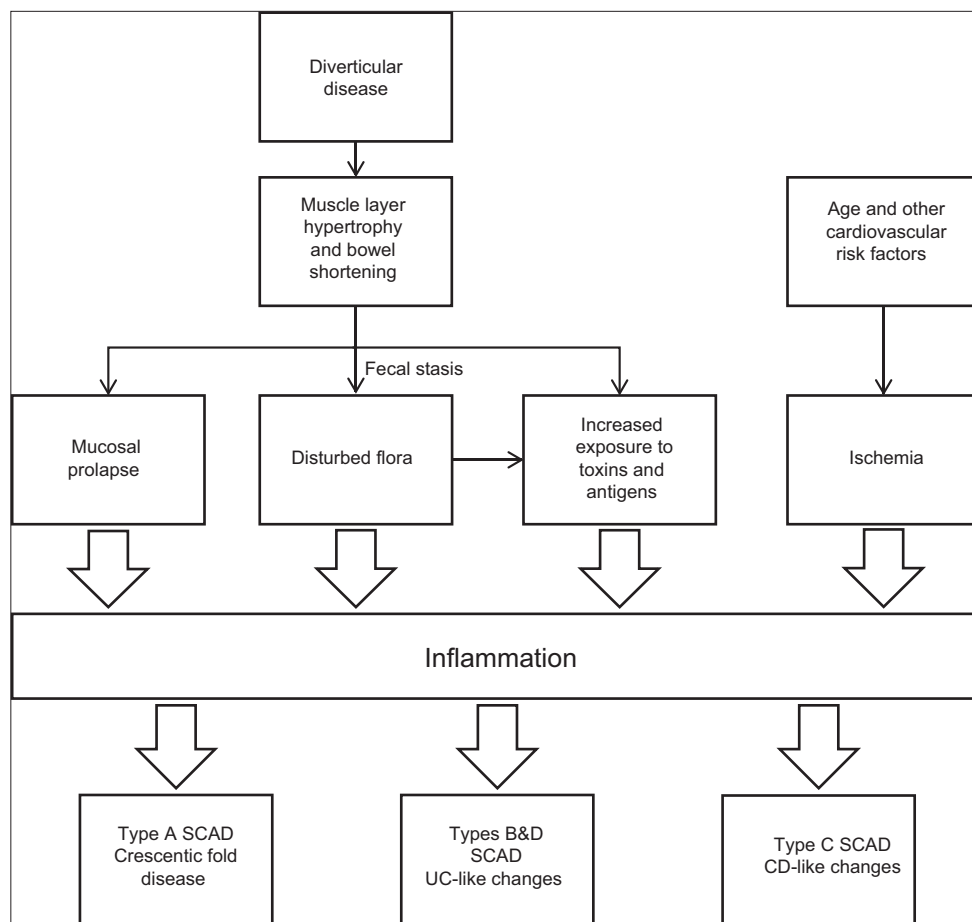 Diverticular
disease
Muscle layer
hypertrophy
and bowel
shortening
Age and other
cardiovascular
risk factors
Fecal stasis
Mucosal
prolapse
Disturbed flora
Increased
exposure to
toxins and
antigens
Ischemia
Inflammation
Type A SCAD
Crescentic fold
disease
Types B&D
SCAD
UC-like changes
Type C SCAD
CD-like changes